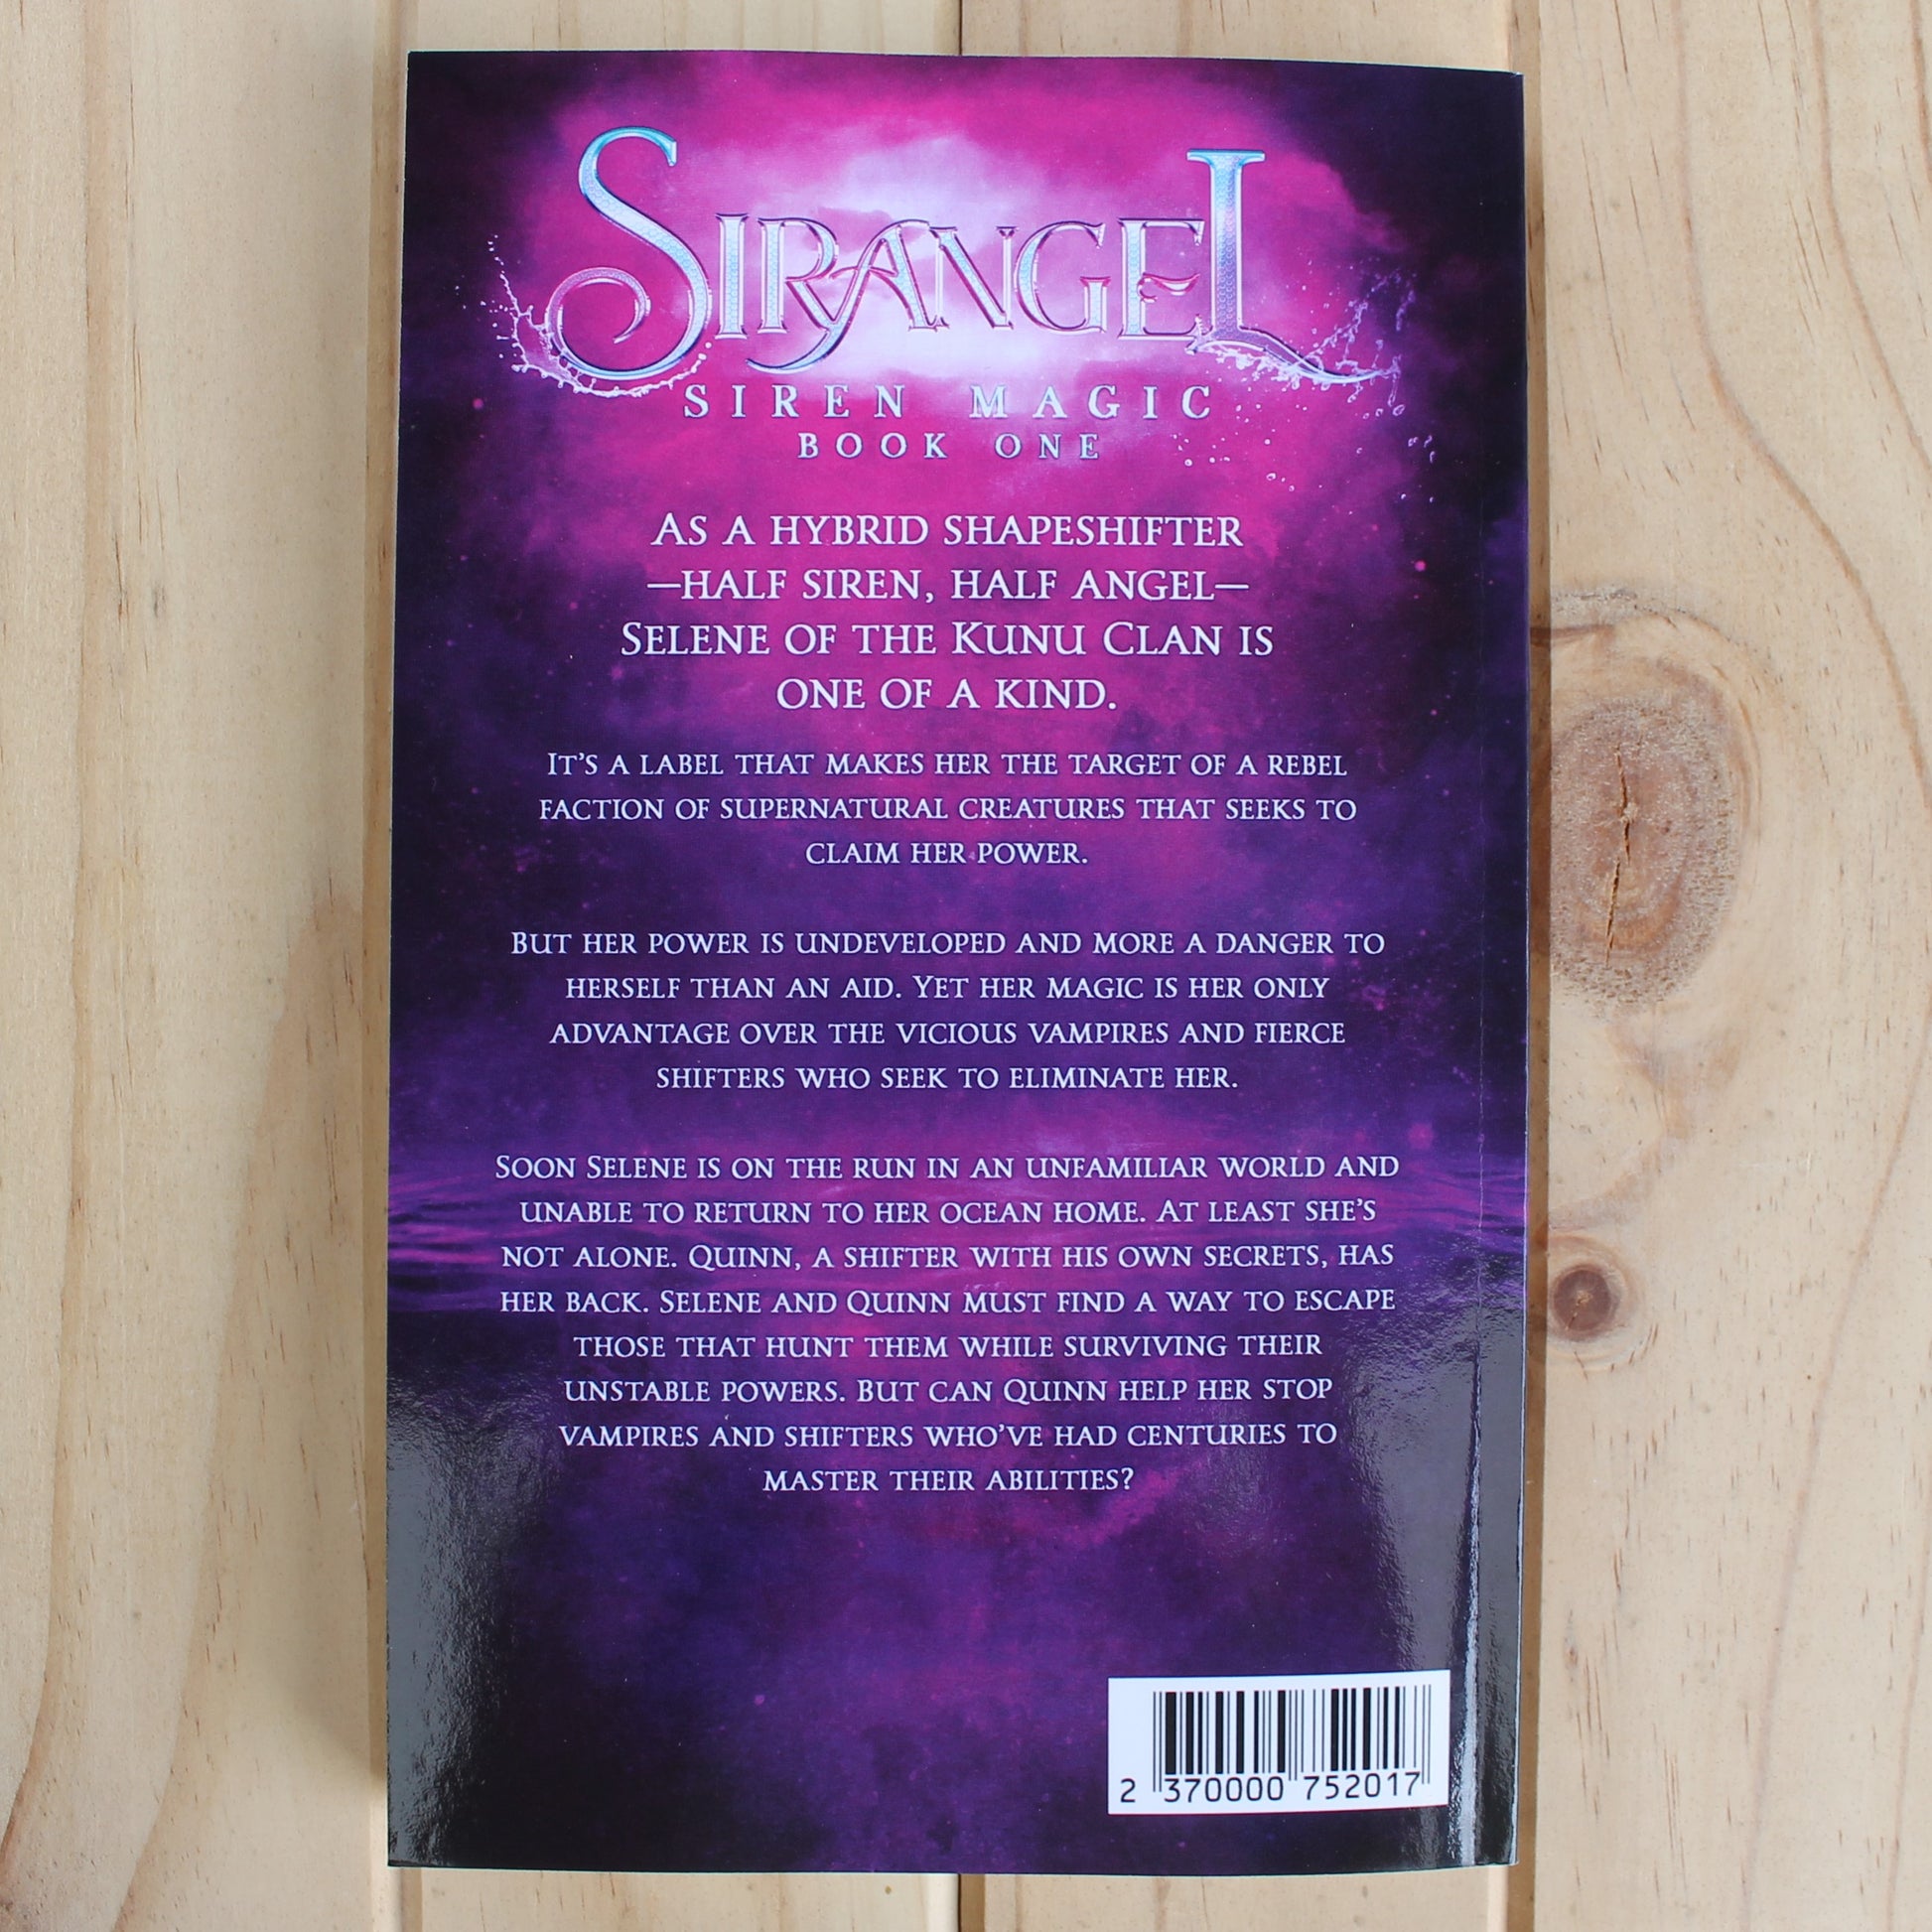 SIRANGEL
SIREN MAGIC
BOOK ONE
AS A HYBRID SHAPESHIFTER
—HALF SIREN, HALF ANGEL—
SELENE OF THE KUNU CLAN IS
ONE OF A KIND.
IT'S A LABEL THAT MAKES HER THE TARGET OF A REBEL
FACTION OF SUPERNATURAL CREATURES THAT SEEKS TO
CLAIM HER POWER.
BUT HER POWER IS UNDEVELOPED AND MORE A DANGER TO
HERSELF THAN AN AID. YET HER MAGIC IS HER ONLY
ADVANTAGE OVER THE VICIOUS VAMPIRES AND FIERCE
SHIFTERS WHO SEEK TO ELIMINATE HER.
SOON SELENE IS ON THE RUN IN AN UNFAMILIAR WORLD AND
UNABLE TO RETURN TO HER OCEAN HOME. AT LEAST SHE'S
NOT ALONE. QUINN, A SHIFTER WITH HIS OWN SECRETS, HAS
HER BACK. SELENE AND QUINN MUST FIND A WAY TO ESCAPE
THOSE THAT HUNT THEM WHILE SURVIVING THEIR
UNSTABLE POWERS. BUT CAN QUINN HELP HER STOP
VAMPIRES AND SHIFTERS WHO'VE HAD CENTURIES TO
MASTER THEIR ABILITIES?
2 370000 752017